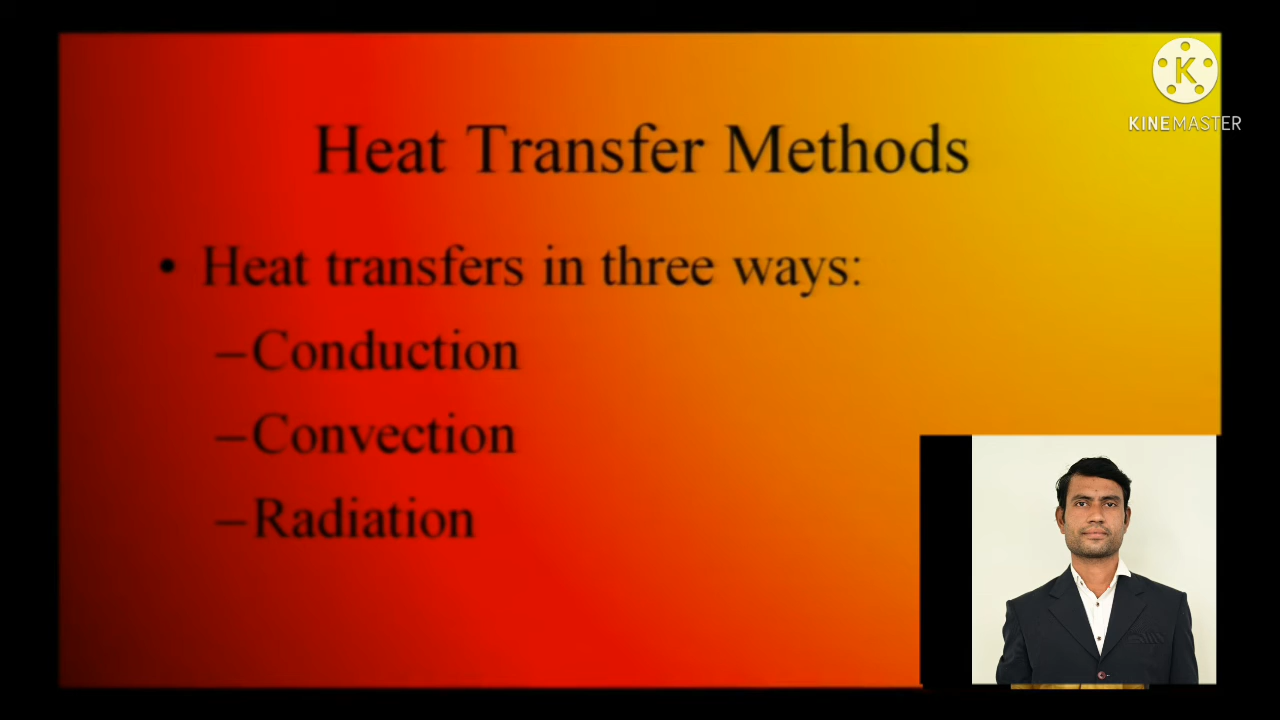 KINEMASTER
Heat Transfer Methods
• Heat transfers in three ways:
–Conduction
–Convection
–Radiation